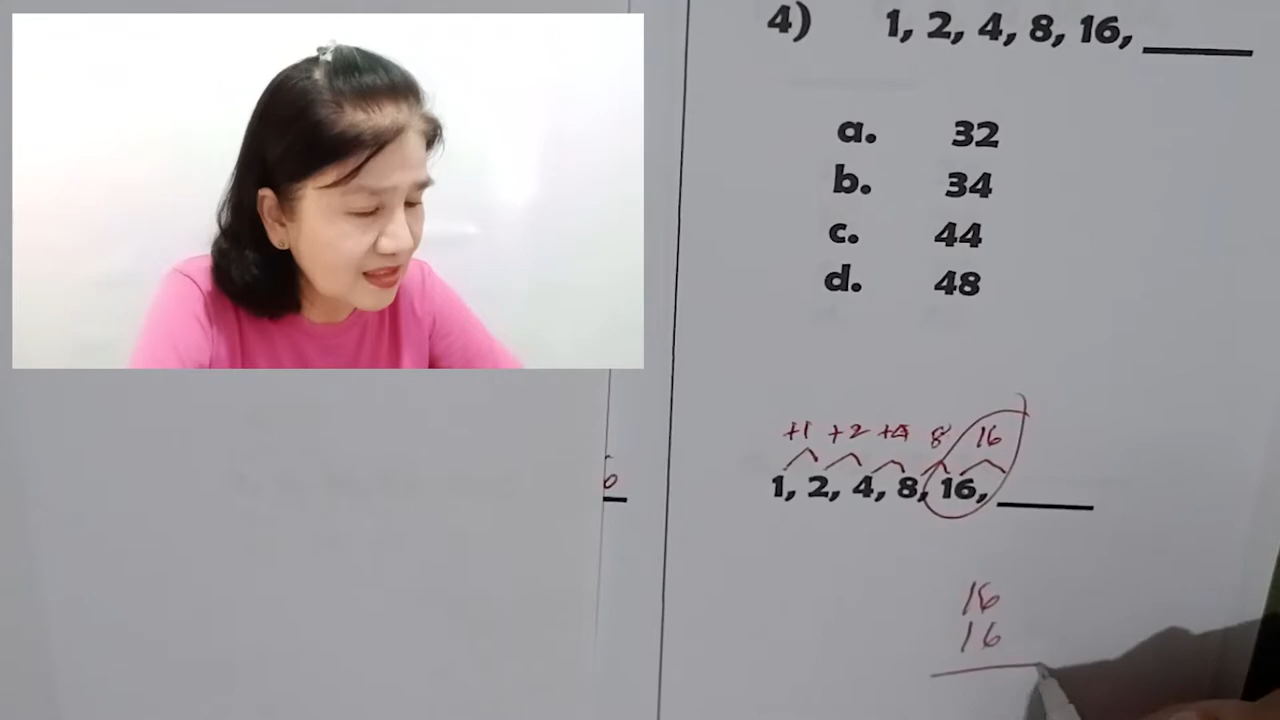 4) 1, 2, 4, 8, 16, ______
a. 32
b. 34
c. 44
d. 48
+1 +2 +4 8 16
1, 2, 4, 8, 16, ______
16
16